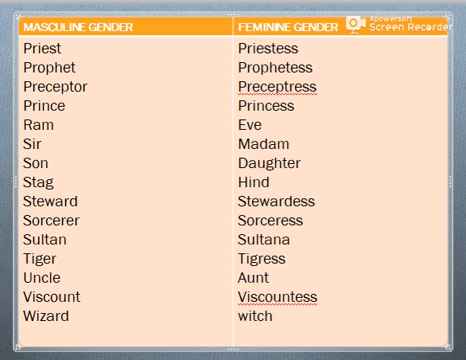 MASCULINE GENDER FEMININE GENDER Apowersoft Screen Recorder
Priest Priestess
Prophet Prophetess
Preceptor Preceptress
Prince Princess
Ram Eve
Sir Madam
Son Daughter
Stag Hind
Steward Stewardess
Sorcerer Sorceress
Sultan Sultana
Tiger Tigress
Uncle Aunt
Viscount Viscountess
Wizard witch